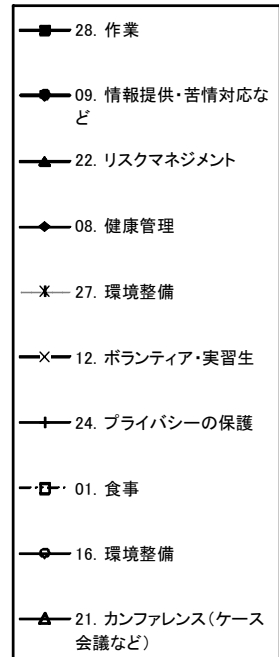 28. 作業
09. 情報提供・苦情対応な
ど
22. リスクマネジメント
08. 健康管理
27. 環境整備
12. ボランティア・実習生
24. プライバシーの保護
01. 食事
16. 環境整備
21. カンファレンス(ケース
会議など)